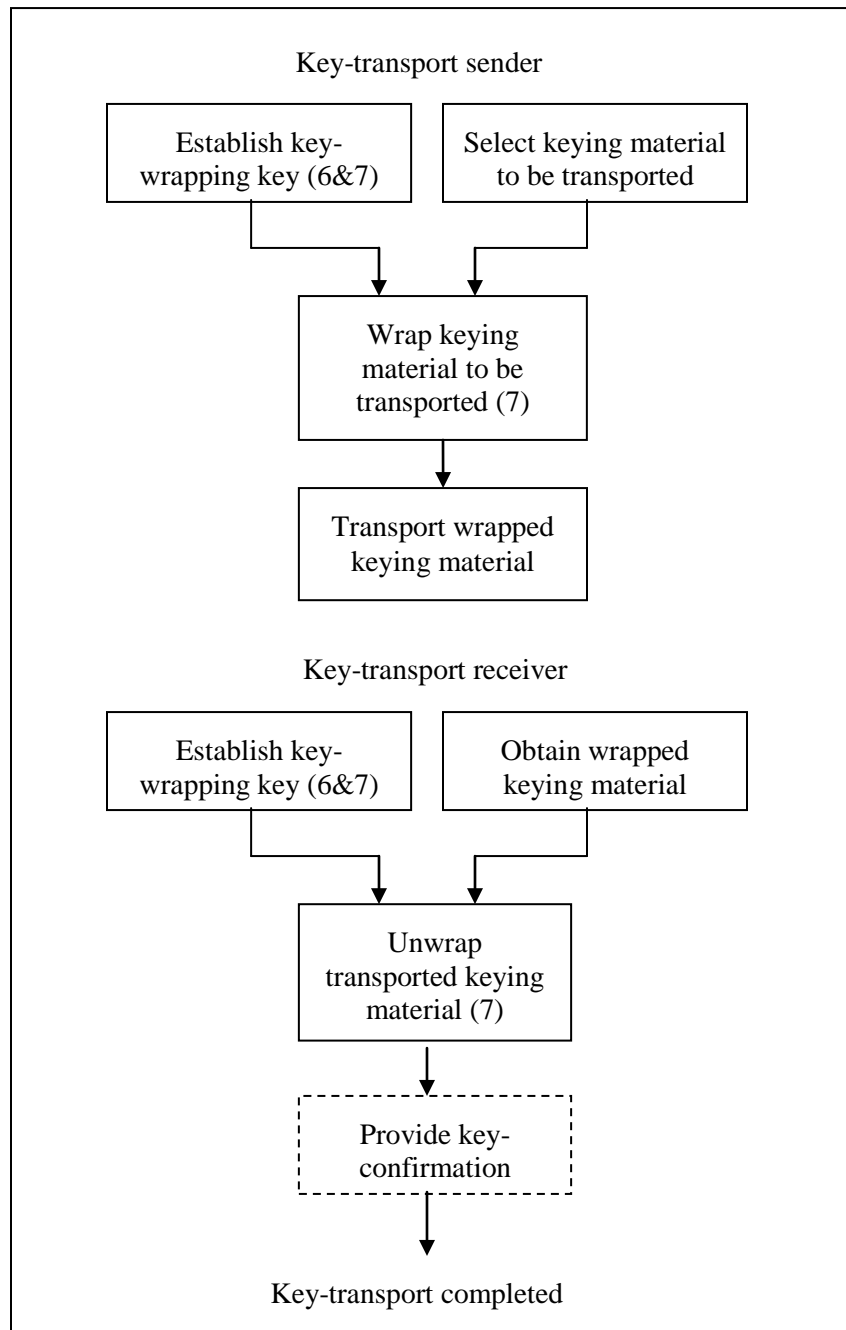 Key-transport sender
Establish key-
wrapping key (6&7)
Select keying material
to be transported
Wrap keying
material to be
transported (7)
Transport wrapped
keying material
Key-transport receiver
Establish key-
wrapping key (6&7)
Obtain wrapped
keying material
Unwrap
transported keying
material (7)
Provide key-
confirmation
Key-transport completed